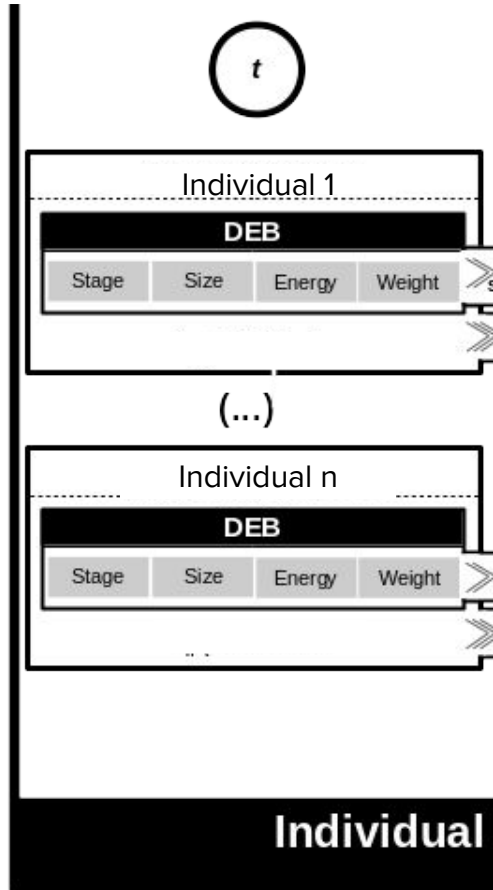 t
Individual 1
DEB
Stage Size Energy Weight
(...)
Individual n
DEB
Stage Size Energy Weight
Individual